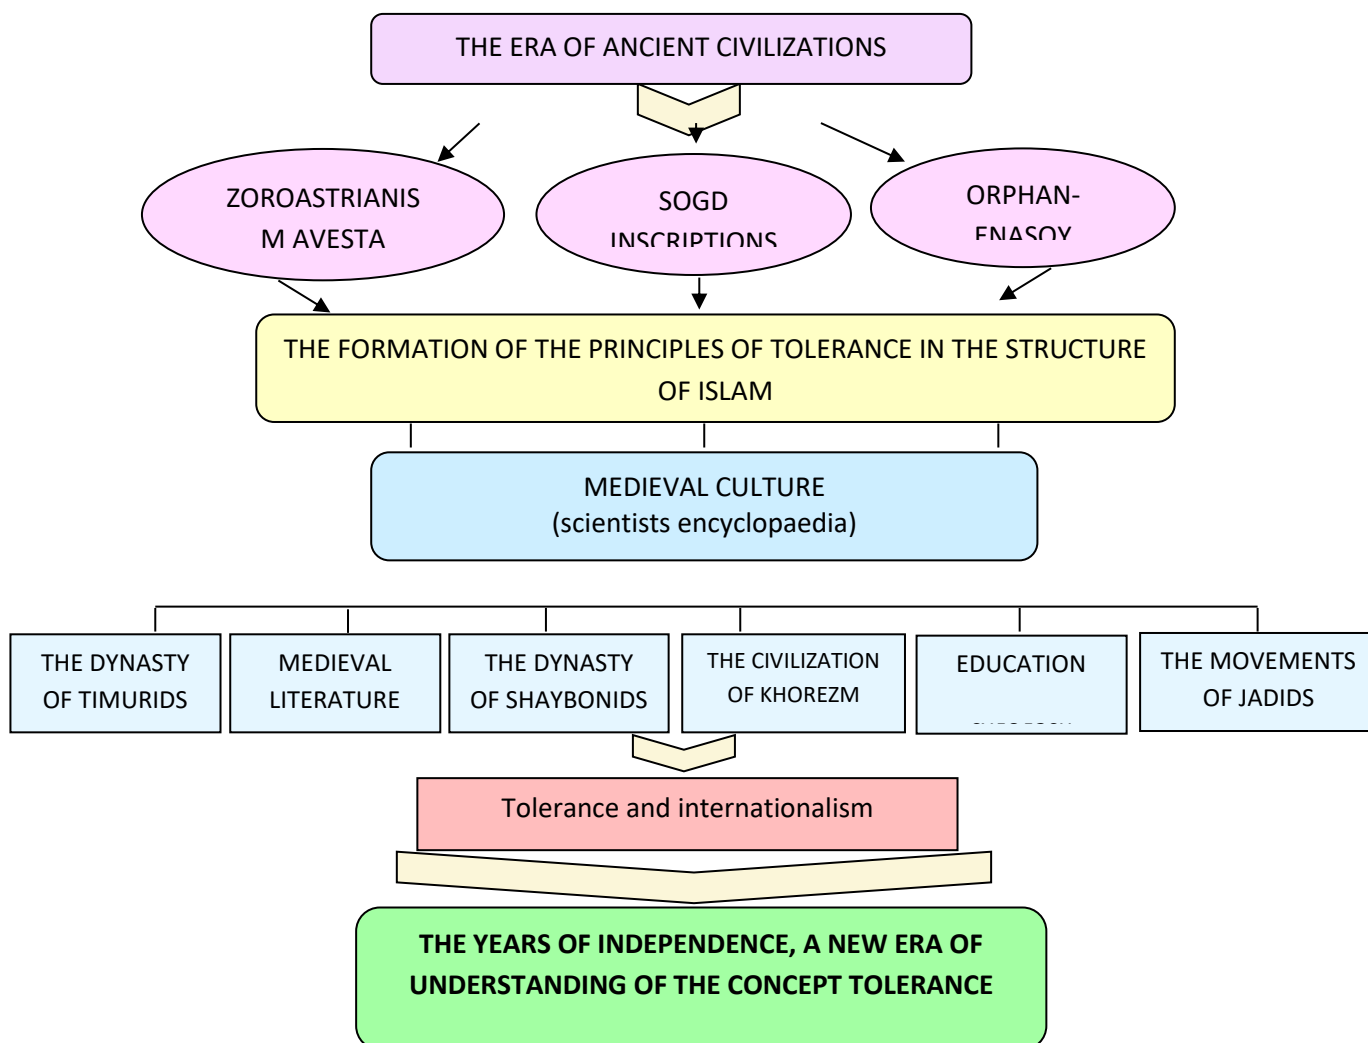 THE ERA OF ANCIENT CIVILIZATIONS
ZOROASTRIANIS
M AVESTA
SOGD
INSCRIPTIONS
ORPHAN-
ENASOY
THE FORMATION OF THE PRINCIPLES OF TOLERANCE IN THE STRUCTURE
OF ISLAM
MEDIEVAL CULTURE
(scientists encyclopaedia)
THE DYNASTY
OF TIMURIDS
MEDIEVAL
LITERATURE
THE DYNASTY
OF SHAYBONIDS
THE CIVILIZATION
OF KHOREZM
EDUCATION
THE MOVEMENTS
OF JADIDS
Tolerance and internationalism
THE YEARS OF INDEPENDENCE, A NEW ERA OF
UNDERSTANDING OF THE CONCEPT TOLERANCE